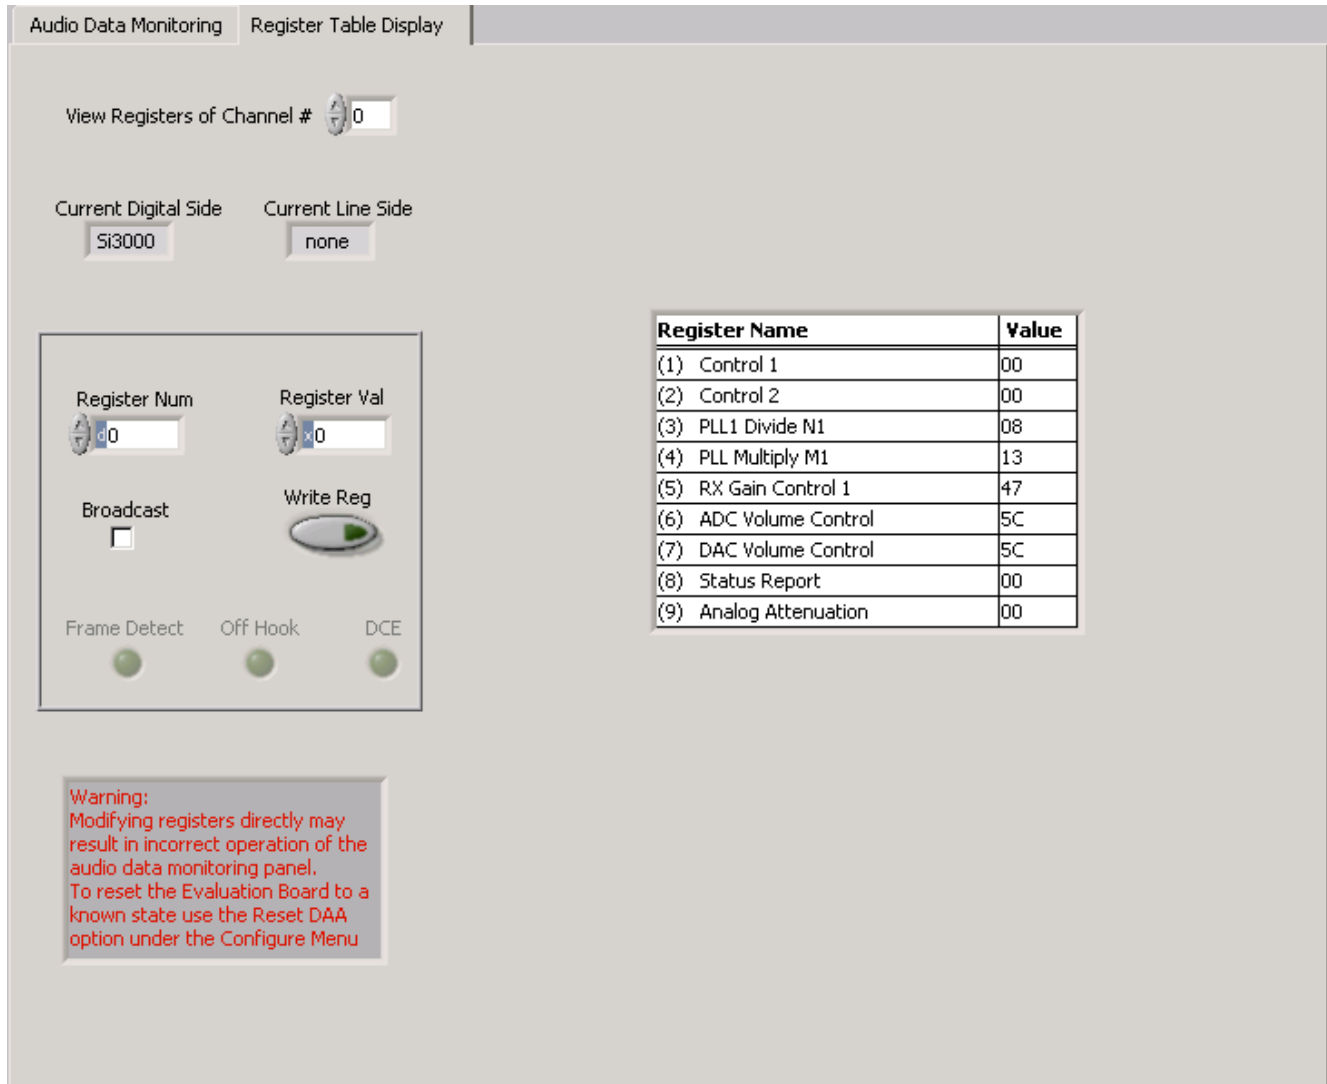 Audio Data Monitoring Register Table Display
View Registers of Channel # 0
Current Digital Side Current Line Side
Si3000 none
Register Num Register Val
d0 x0
Broadcast Write Reg
Frame Detect Off Hook DCE
Warning:
Modifying registers directly may
result in incorrect operation of the
audio data monitoring panel.
To reset the Evaluation Board to a
known state use the Reset DAA
option under the Configure Menu
Register Name Value
(1) Control 1 00
(2) Control 2 00
(3) PLL1 Divide N1 08
(4) PLL Multiply M1 13
(5) RX Gain Control 1 47
(6) ADC Volume Control 5C
(7) DAC Volume Control 5C
(8) Status Report 00
(9) Analog Attenuation 00